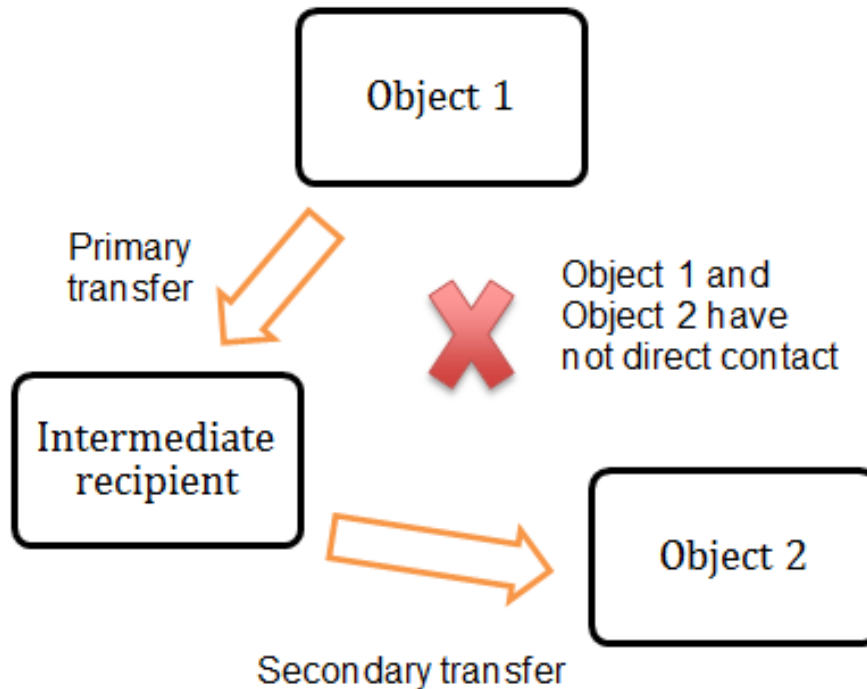 Object 1
Primary
transfer
Object 1 and
Object 2 have
not direct contact
Intermediate
recipient
Object 2
Secondary transfer